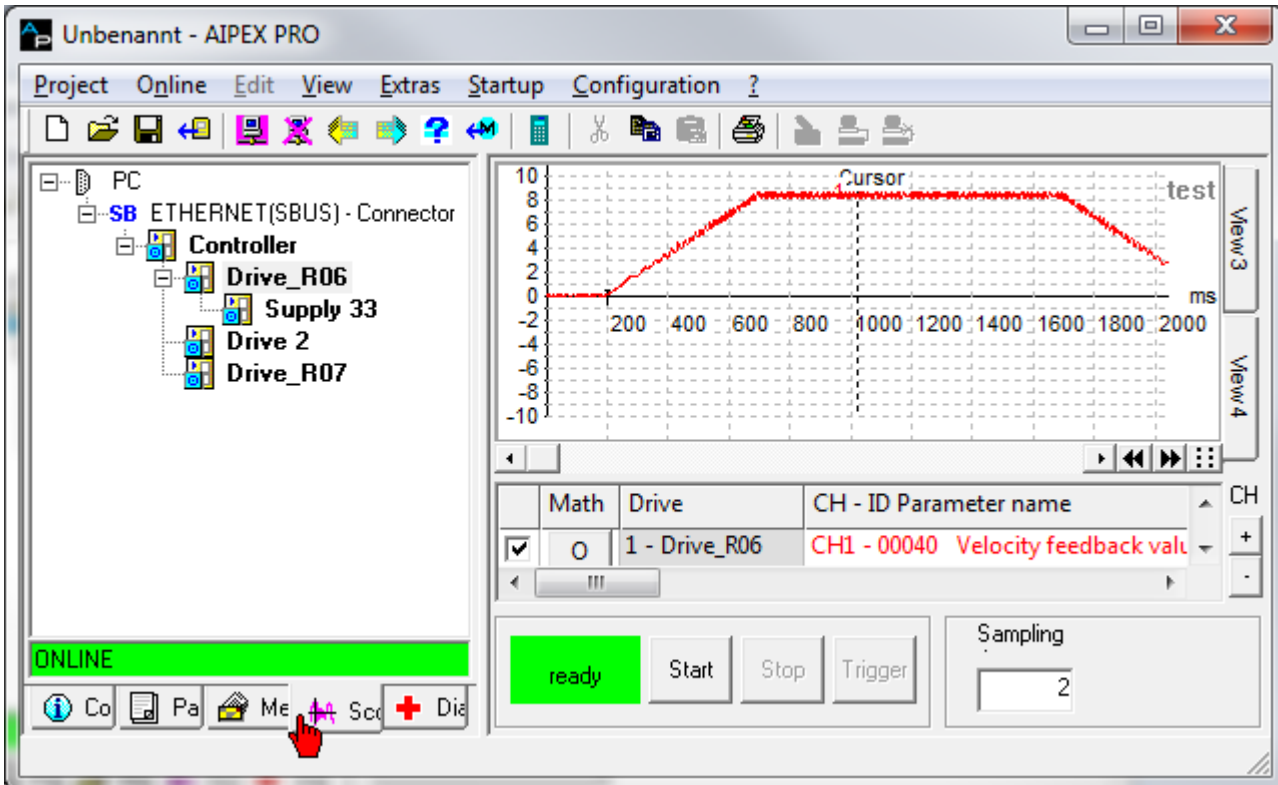 Unbenannt - AIPEX PRO
Project Online Edit View Extras Startup Configuration ?
PC
SB ETHERNET(SBUS) - Connector
Controller
Drive_R06
Supply 33
Drive 2
Drive_R07
ONLINE
Co Pa Me Sco Dia
10
8
6
4
2
0
-2
-4
-6
-8
-10
Cursor
1
test
ms
200 400 600 800 1000 1200 1400 1600 1800 2000
View3
View4
Math Drive CH - ID Parameter name
O 1 - Drive_R06 CH1 - 00040 Velocity feedback valu
CH
+
-
ready Start Stop Trigger
Sampling
2